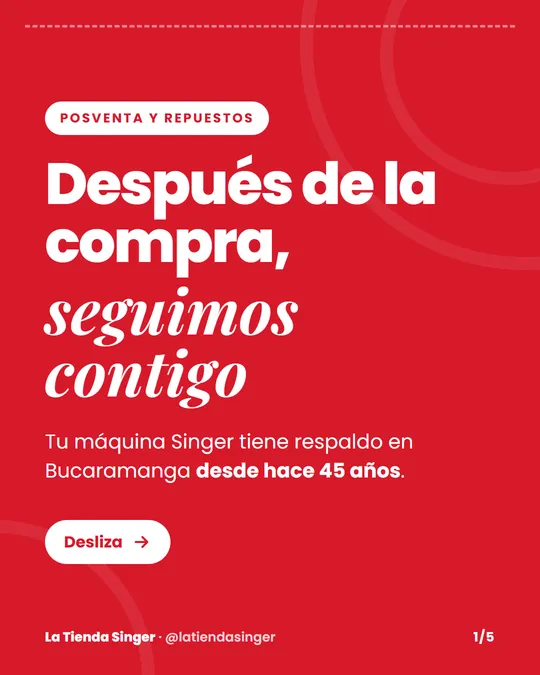 POSVENTA Y REPUESTOS
Después de la
compra,
seguimos
contigo
Tu máquina Singer tiene respaldo en
Bucaramanga desde hace 45 años.
Desliza →
La Tienda Singer · @latiendasinger
1/5